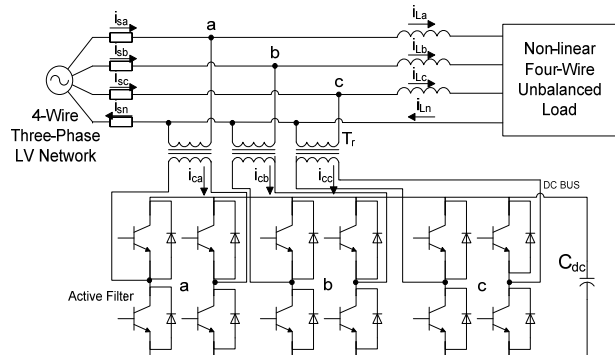 isa
a
iLa
isb
b
iLb
isc
c
iLc
isn
iLn
Non-linear
Four-Wire
Unbalanced
Load
4-Wire
Three-Phase
LV Network
Tr
ica
icb
icc
DC BUS
Cdc
a
b
c
Active Filter